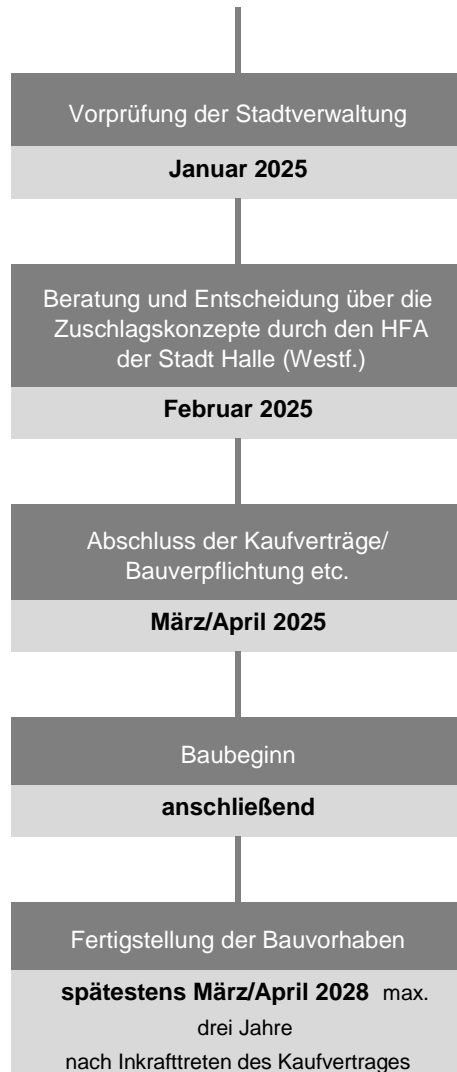 Vorprüfung der Stadtverwaltung
Januar 2025
Beratung und Entscheidung über die
Zuschlagskonzepte durch den HFA
der Stadt Halle (Westf.)
Februar 2025
Abschluss der Kaufverträge/
Bauverpflichtung etc.
März/April 2025
Baubeginn
anschließend
Fertigstellung der Bauvorhaben
spätestens März/April 2028 max.
drei Jahre
nach Inkrafttreten des Kaufvertrages